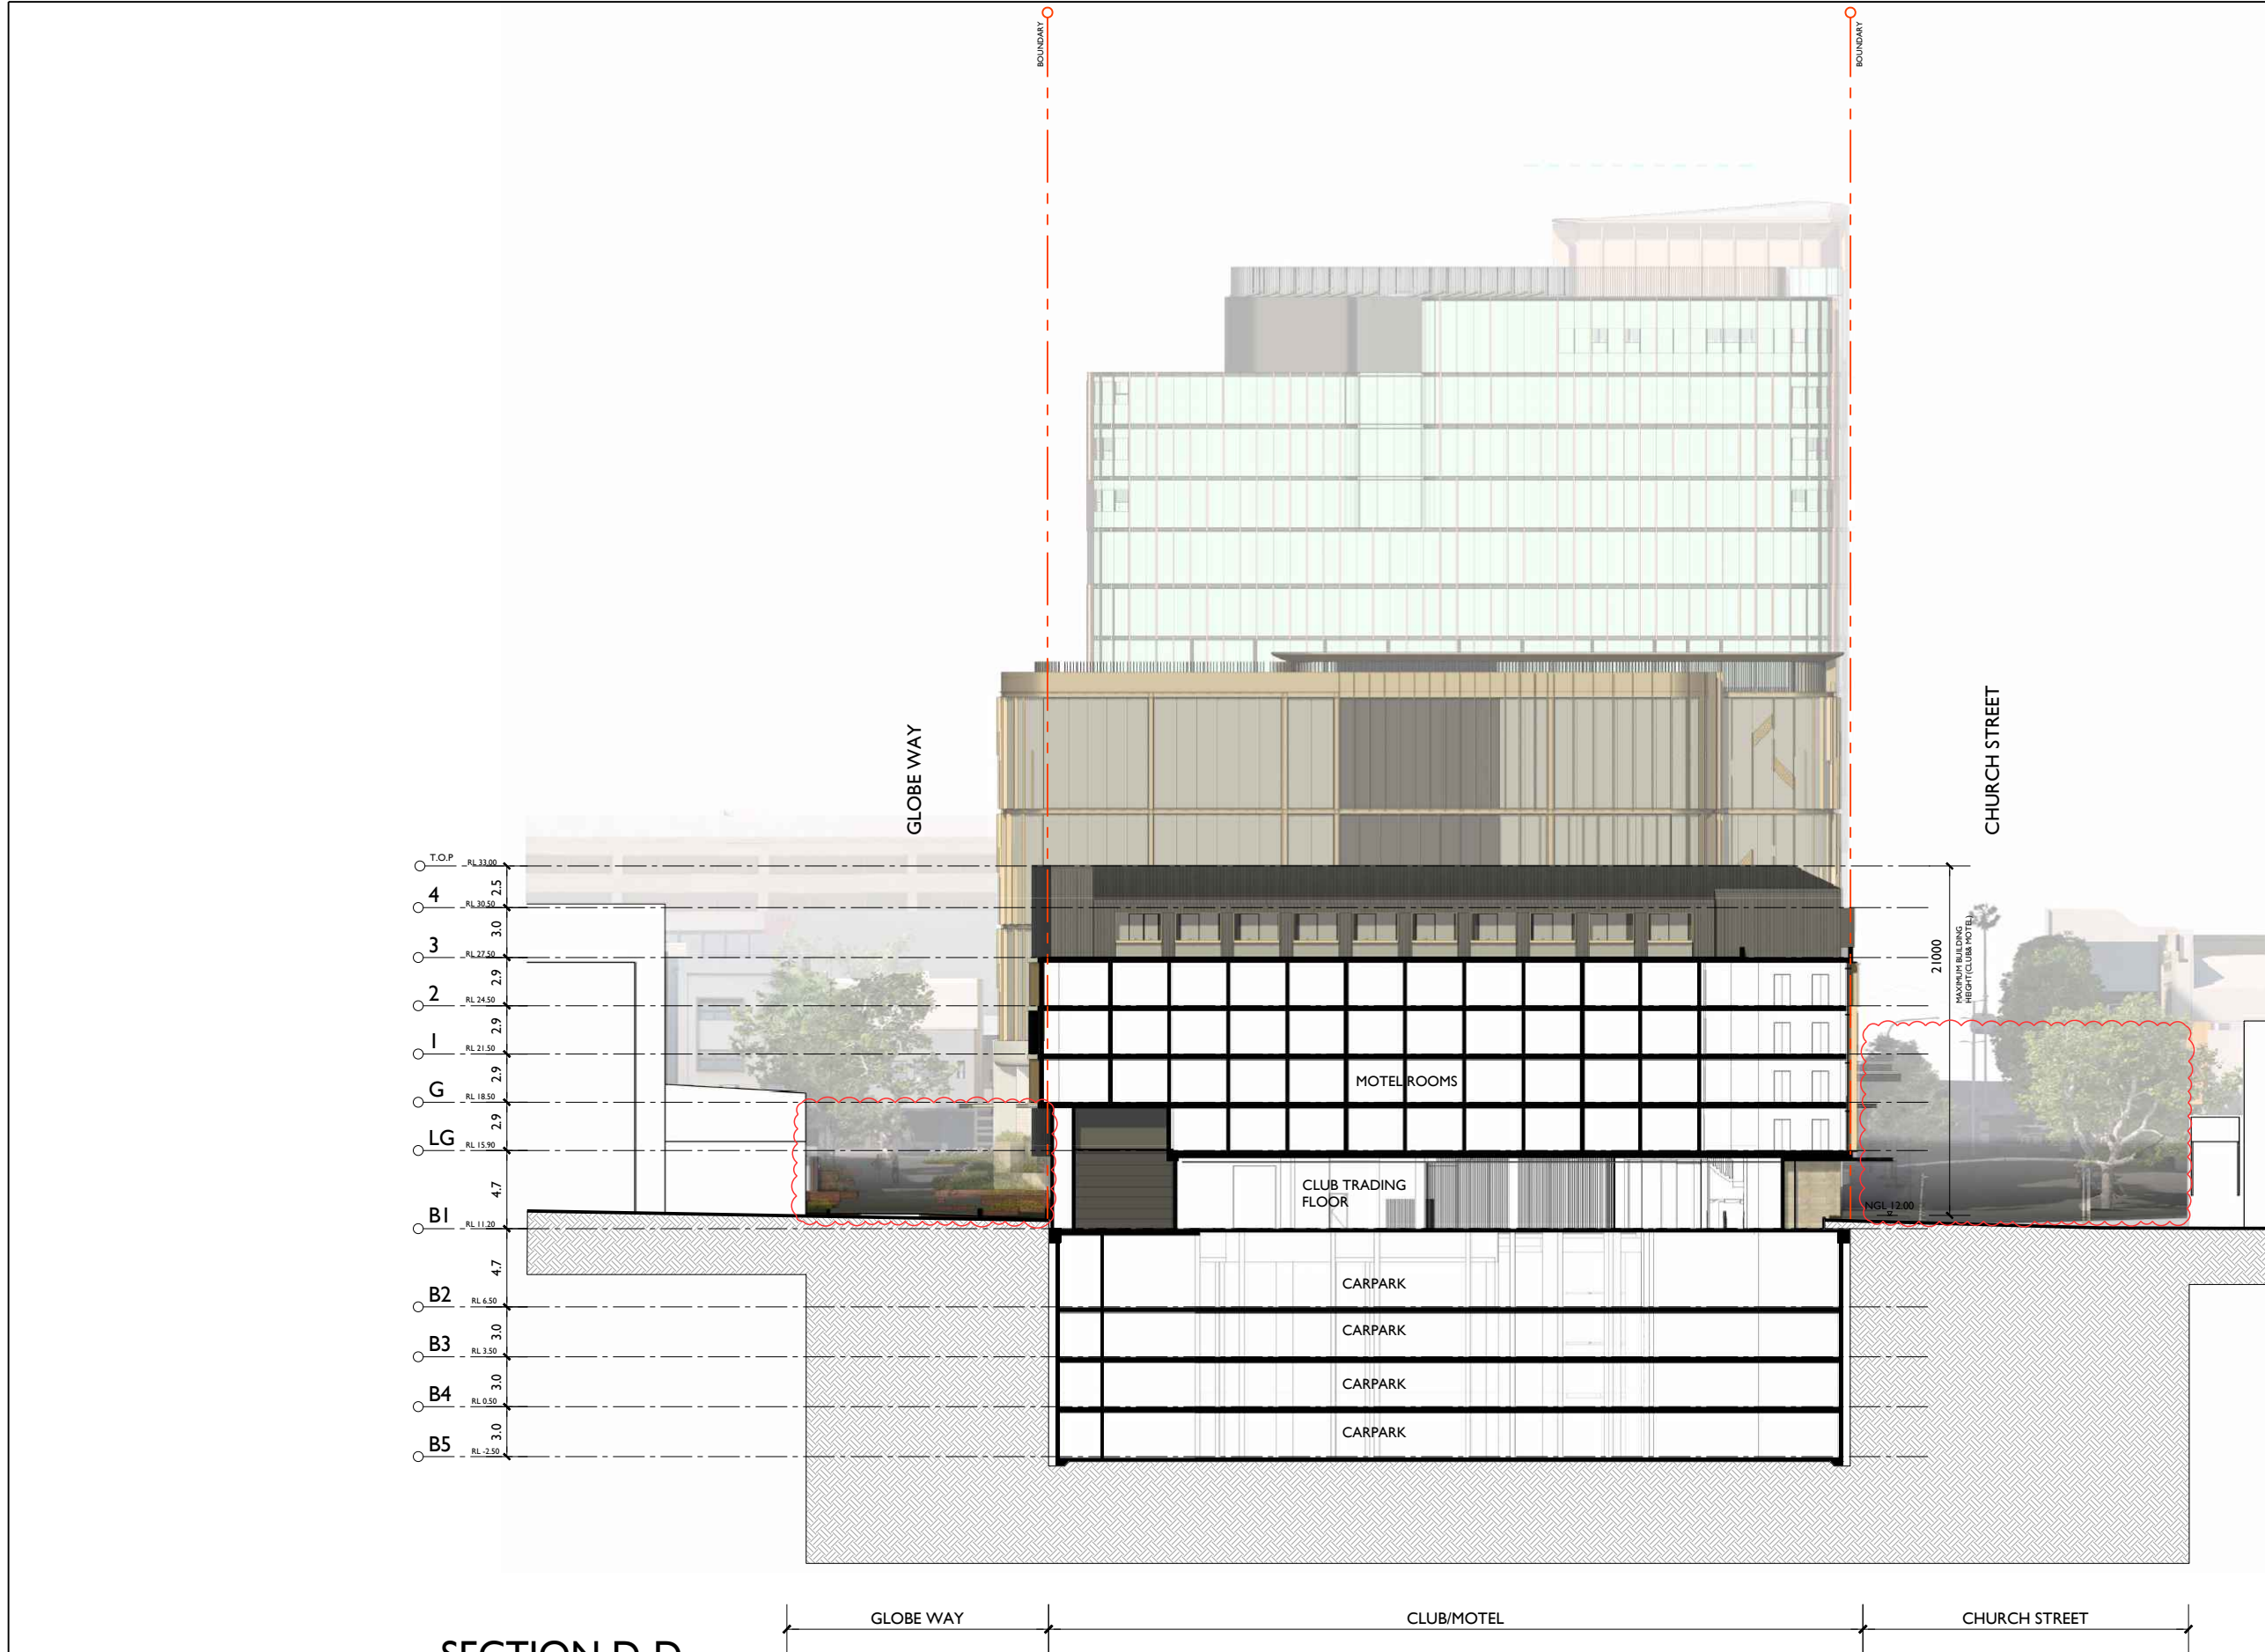 BOUNDARY
BOUNDARY
GLOBE WAY
CHURCH STREET
T.O.P
RL 33.00
2.5
4
RL 30.50
3.0
3
RL 27.50
2.9
2
RL 24.50
2.9
1
RL 21.50
2.9
G
RL 18.50
2.9
LG
RL 15.90
4.7
B1
RL 11.20
4.7
B2
RL 6.50
3.0
B3
RL 3.50
3.0
B4
RL 0.50
3.0
B5
RL -2.50
21000
MAXIMUM BUILDING
HEIGHT(CLUB& MOTEL)
MOTEL ROOMS
CLUB TRADING
FLOOR
NGL 12.00
CARPARK
CARPARK
CARPARK
CARPARK
GLOBE WAY
CLUB/MOTEL
CHURCH STREET
SECTION D-D